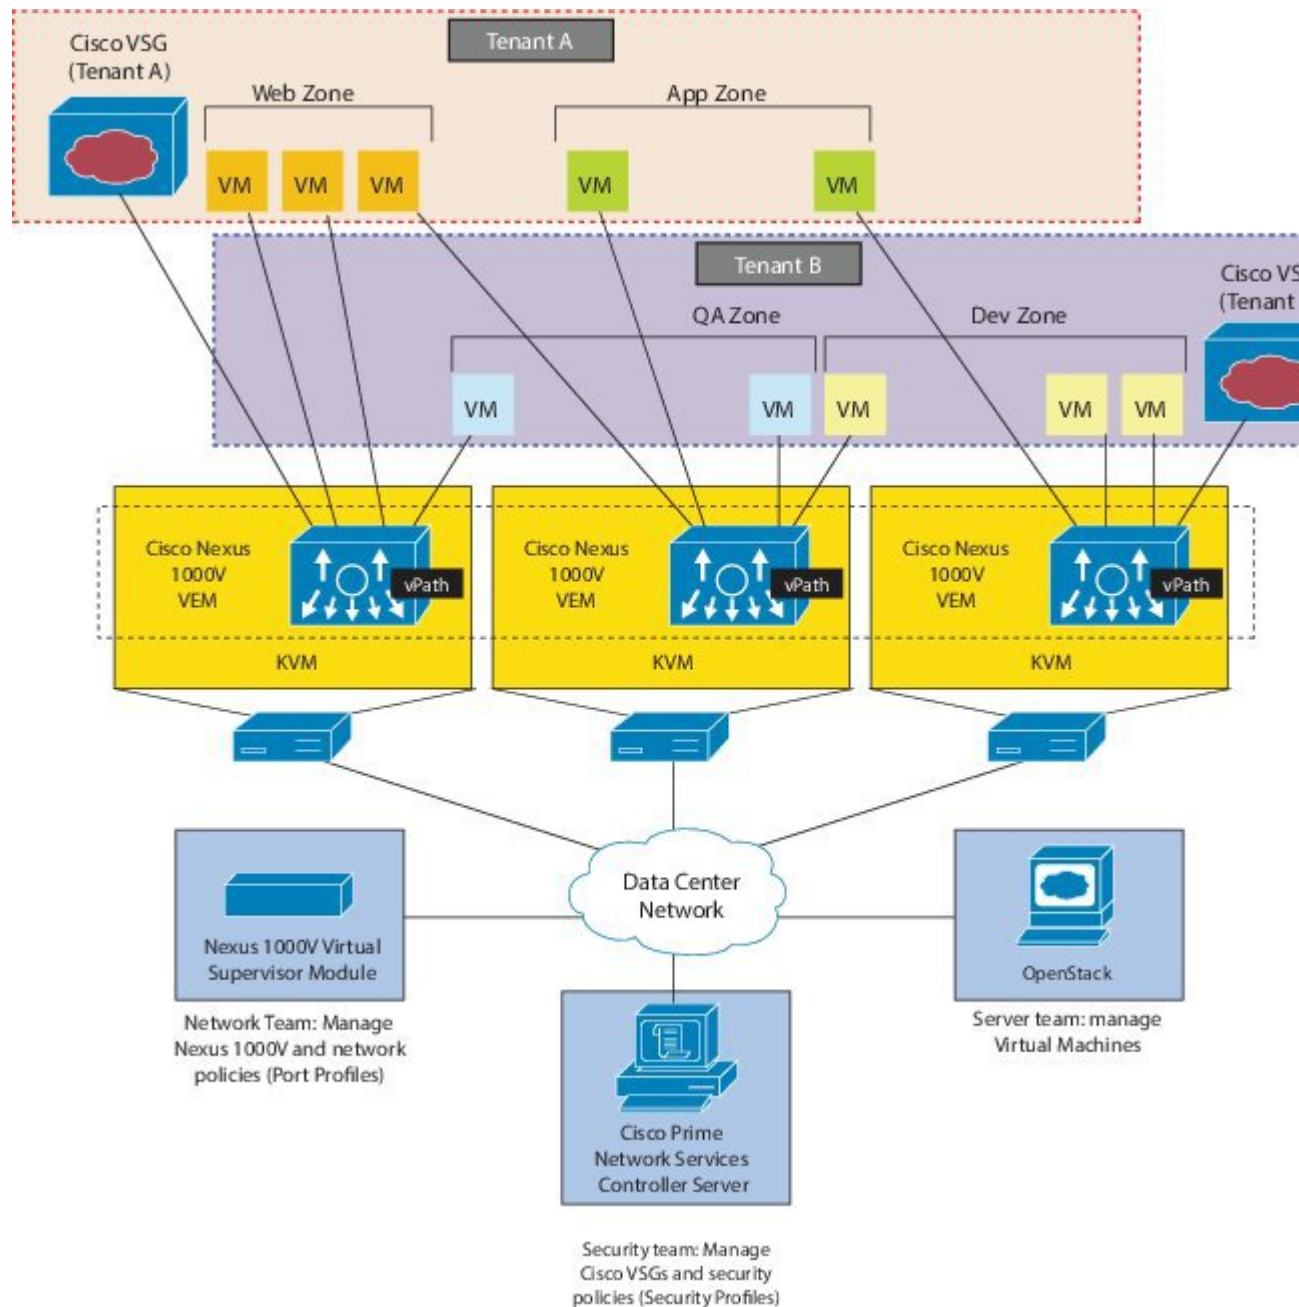 Tenant A
Cisco VSG
(Tenant A)
Web Zone
App Zone
VM
VM
VM
VM
VM
Tenant B
Cisco VS
(Tenant
QA Zone
Dev Zone
VM
VM
VM
VM
VM
Cisco Nexus
1000V
VEM
vPath
KVM
Cisco Nexus
1000V
VEM
vPath
KVM
Cisco Nexus
1000V
VEM
vPath
KVM
Data Center
Network
Nexus 1000V Virtual
Supervisor Module
Network Team: Manage
Nexus 1000V and network
policies (Port Profiles)
OpenStack
Server team: manage
Virtual Machines
Cisco Prime
Network Services
Controller Server
Security team: Manage
Cisco VSGs and security
policies (Security Profiles)